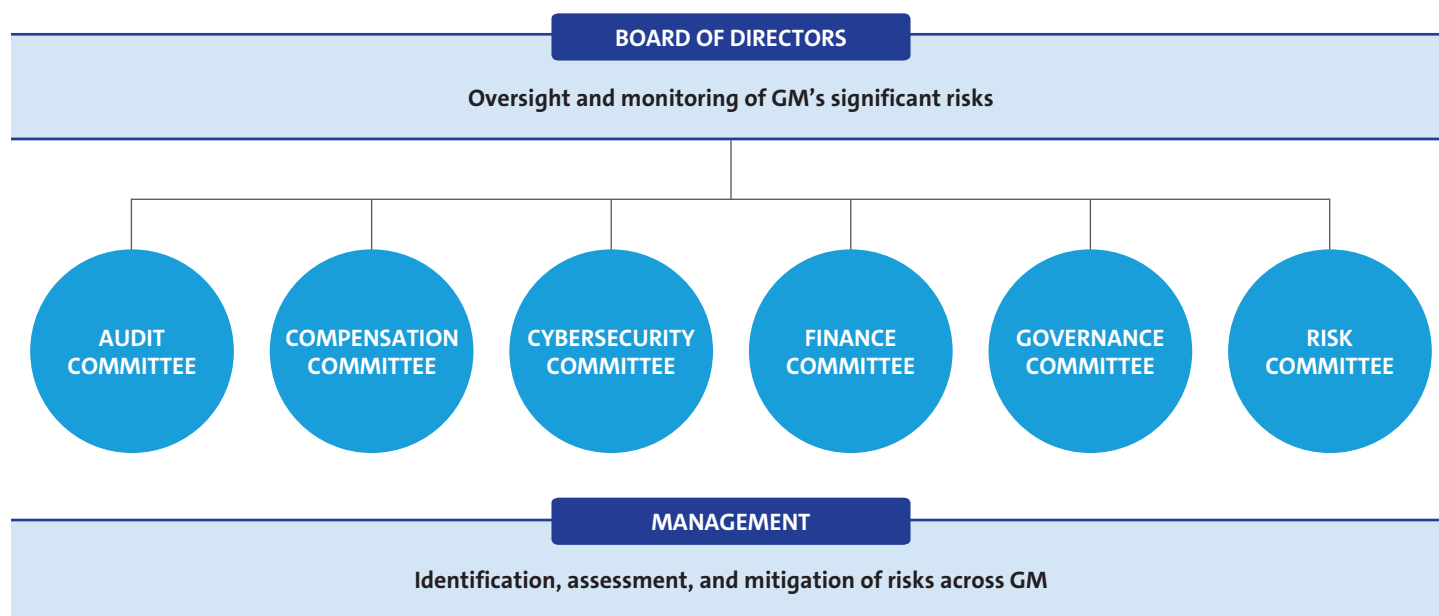 BOARD OF DIRECTORS
Oversight and monitoring of GM’s significant risks
AUDIT
COMMITTEE
COMPENSATION
COMMITTEE
CYBERSECURITY
COMMITTEE
FINANCE
COMMITTEE
GOVERNANCE
COMMITTEE
RISK
COMMITTEE
MANAGEMENT
Identification, assessment, and mitigation of risks across GM